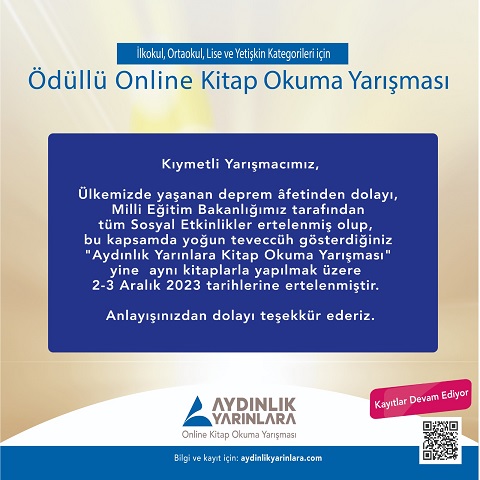 İlkokul, Ortaokul, Lise ve Yetişkin Kategorileri için
Ödüllü Online Kitap Okuma Yarışması
Kıymetli Yarışmacımız,
Ülkemizde yaşanan deprem âfetinden dolayı,
Milli Eğitim Bakanlığımız tarafından
tüm Sosyal Etkinlikler ertelenmiş olup,
bu kapsamda yoğun teveccüh gösterdiğiniz
"Aydınlık Yarınlara Kitap Okuma Yarışması"
yine aynı kitaplarla yapılmak üzere
2-3 Aralık 2023 tarihlerine ertelenmiştir.
Anlayışınızdan dolayı teşekkür ederiz.
AYDINLIK
YARINLARA
Online Kitap Okuma Yarışması
Kayıtlar Devam Ediyor
Bilgi ve kayıt için: aydinlikyarinlara.com